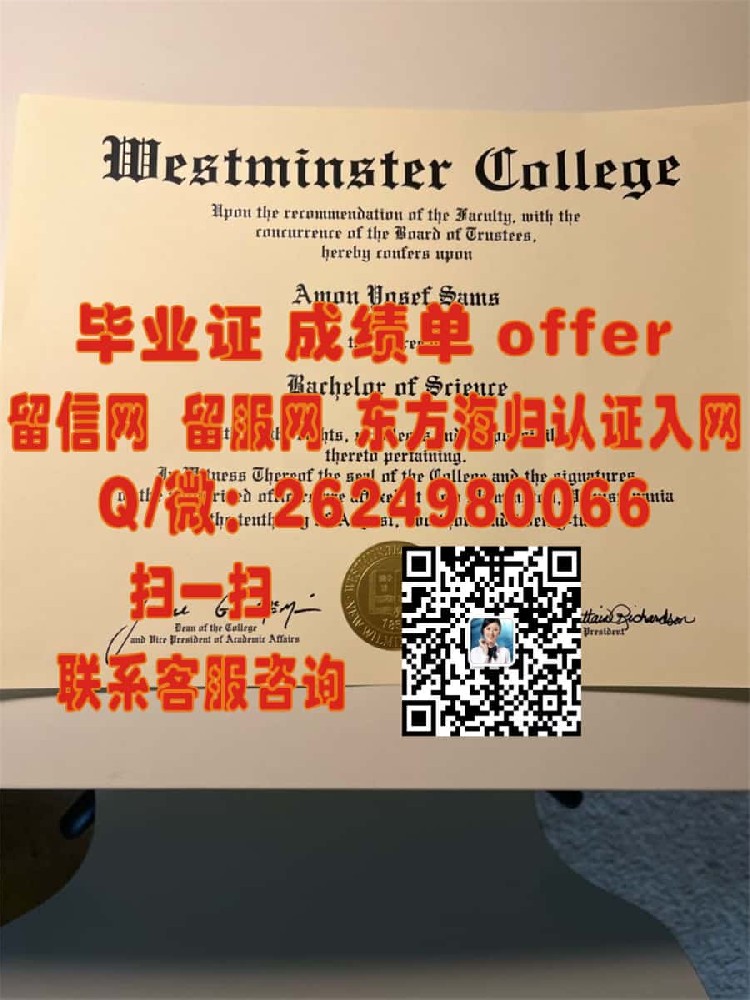 Westminster College
Upon the recommendation of the Faculty, with the
concurrence of the Board of Trustees,
hereby confers upon
Amon Yosef Sams
毕业证 成绩单 offer
Bachelor of Science
留信网 留服网 东方海归认证入网
thereto pertaining.
In Witness Thereof the seal of the College and the signatures
Q/微：2624980066
扫一扫
Dean of the College
and Vice President of Academic Affairs
President
联系客服咨询